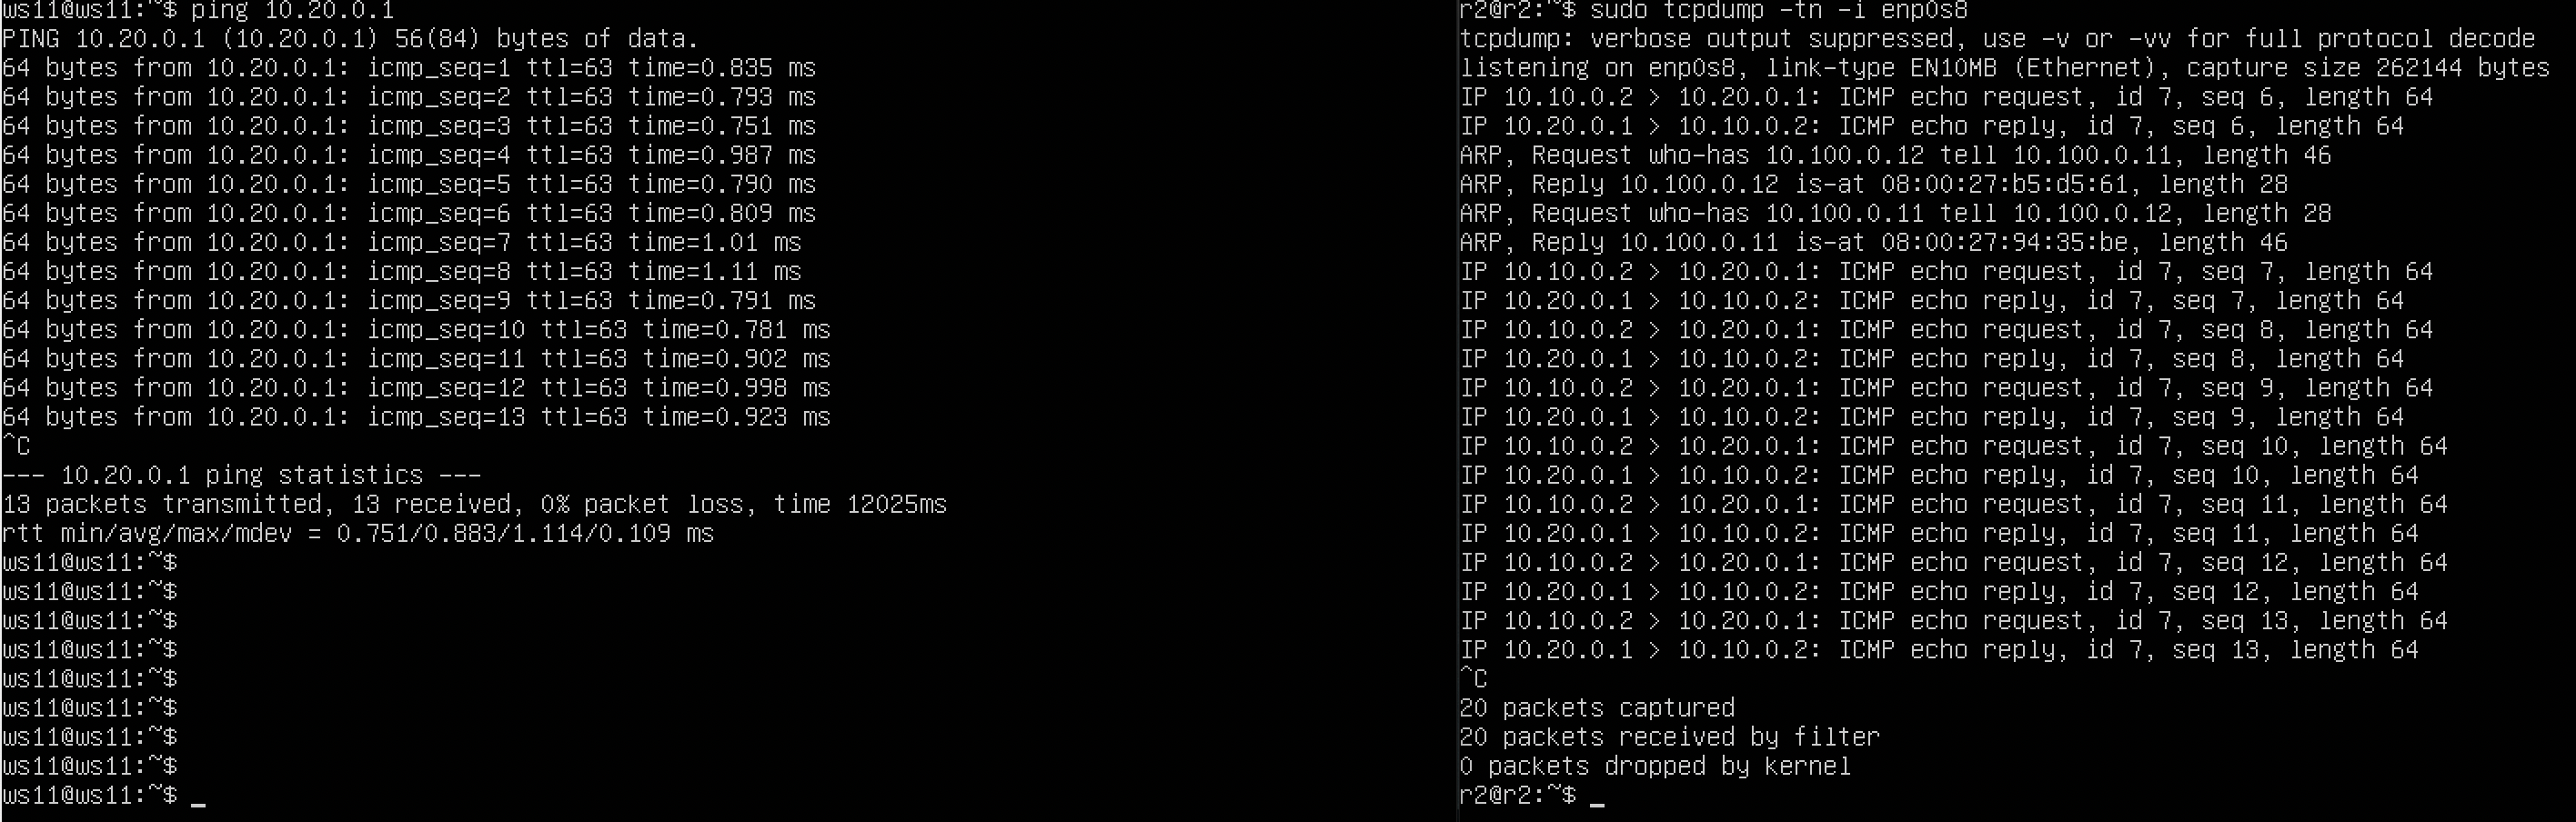 ws11@ws11:~$ ping 10.20.0.1
PING 10.20.0.1 (10.20.0.1) 56(84) bytes of data.
64 bytes from 10.20.0.1: icmp_seq=1 ttl=63 time=0.835 ms
64 bytes from 10.20.0.1: icmp_seq=2 ttl=63 time=0.793 ms
64 bytes from 10.20.0.1: icmp_seq=3 ttl=63 time=0.751 ms
64 bytes from 10.20.0.1: icmp_seq=4 ttl=63 time=0.987 ms
64 bytes from 10.20.0.1: icmp_seq=5 ttl=63 time=0.790 ms
64 bytes from 10.20.0.1: icmp_seq=6 ttl=63 time=0.809 ms
64 bytes from 10.20.0.1: icmp_seq=7 ttl=63 time=1.01 ms
64 bytes from 10.20.0.1: icmp_seq=8 ttl=63 time=1.11 ms
64 bytes from 10.20.0.1: icmp_seq=9 ttl=63 time=0.791 ms
64 bytes from 10.20.0.1: icmp_seq=10 ttl=63 time=0.781 ms
64 bytes from 10.20.0.1: icmp_seq=11 ttl=63 time=0.902 ms
64 bytes from 10.20.0.1: icmp_seq=12 ttl=63 time=0.998 ms
64 bytes from 10.20.0.1: icmp_seq=13 ttl=63 time=0.923 ms
^C
--- 10.20.0.1 ping statistics ---
13 packets transmitted, 13 received, 0% packet loss, time 12025ms
rtt min/avg/max/mdev = 0.751/0.883/1.114/0.109 ms
ws11@ws11:~$
ws11@ws11:~$
ws11@ws11:~$
ws11@ws11:~$
ws11@ws11:~$
ws11@ws11:~$
ws11@ws11:~$
ws11@ws11:~$
ws11@ws11:~$ _
r2@r2:~$ sudo tcpdump -tn -i enp0s8
tcpdump: verbose output suppressed, use -v or -vv for full protocol decode
listening on enp0s8, link-type EN10MB (Ethernet), capture size 262144 bytes
IP 10.10.0.2 > 10.20.0.1: ICMP echo request, id 7, seq 6, length 64
IP 10.20.0.1 > 10.10.0.2: ICMP echo reply, id 7, seq 6, length 64
ARP, Request who-has 10.100.0.12 tell 10.100.0.11, length 46
ARP, Reply 10.100.0.12 is-at 08:00:27:b5:d5:61, length 28
ARP, Request who-has 10.100.0.11 tell 10.100.0.12, length 28
ARP, Reply 10.100.0.11 is-at 08:00:27:94:35:be, length 46
IP 10.10.0.2 > 10.20.0.1: ICMP echo request, id 7, seq 7, length 64
IP 10.20.0.1 > 10.10.0.2: ICMP echo reply, id 7, seq 7, length 64
IP 10.10.0.2 > 10.20.0.1: ICMP echo request, id 7, seq 8, length 64
IP 10.20.0.1 > 10.10.0.2: ICMP echo reply, id 7, seq 8, length 64
IP 10.10.0.2 > 10.20.0.1: ICMP echo request, id 7, seq 9, length 64
IP 10.20.0.1 > 10.10.0.2: ICMP echo reply, id 7, seq 9, length 64
IP 10.10.0.2 > 10.20.0.1: ICMP echo request, id 7, seq 10, length 64
IP 10.20.0.1 > 10.10.0.2: ICMP echo reply, id 7, seq 10, length 64
IP 10.10.0.2 > 10.20.0.1: ICMP echo request, id 7, seq 11, length 64
IP 10.20.0.1 > 10.10.0.2: ICMP echo reply, id 7, seq 11, length 64
IP 10.10.0.2 > 10.20.0.1: ICMP echo request, id 7, seq 12, length 64
IP 10.20.0.1 > 10.10.0.2: ICMP echo reply, id 7, seq 12, length 64
IP 10.10.0.2 > 10.20.0.1: ICMP echo request, id 7, seq 13, length 64
IP 10.20.0.1 > 10.10.0.2: ICMP echo reply, id 7, seq 13, length 64
^C
20 packets captured
20 packets received by filter
0 packets dropped by kernel
r2@r2:~$ _